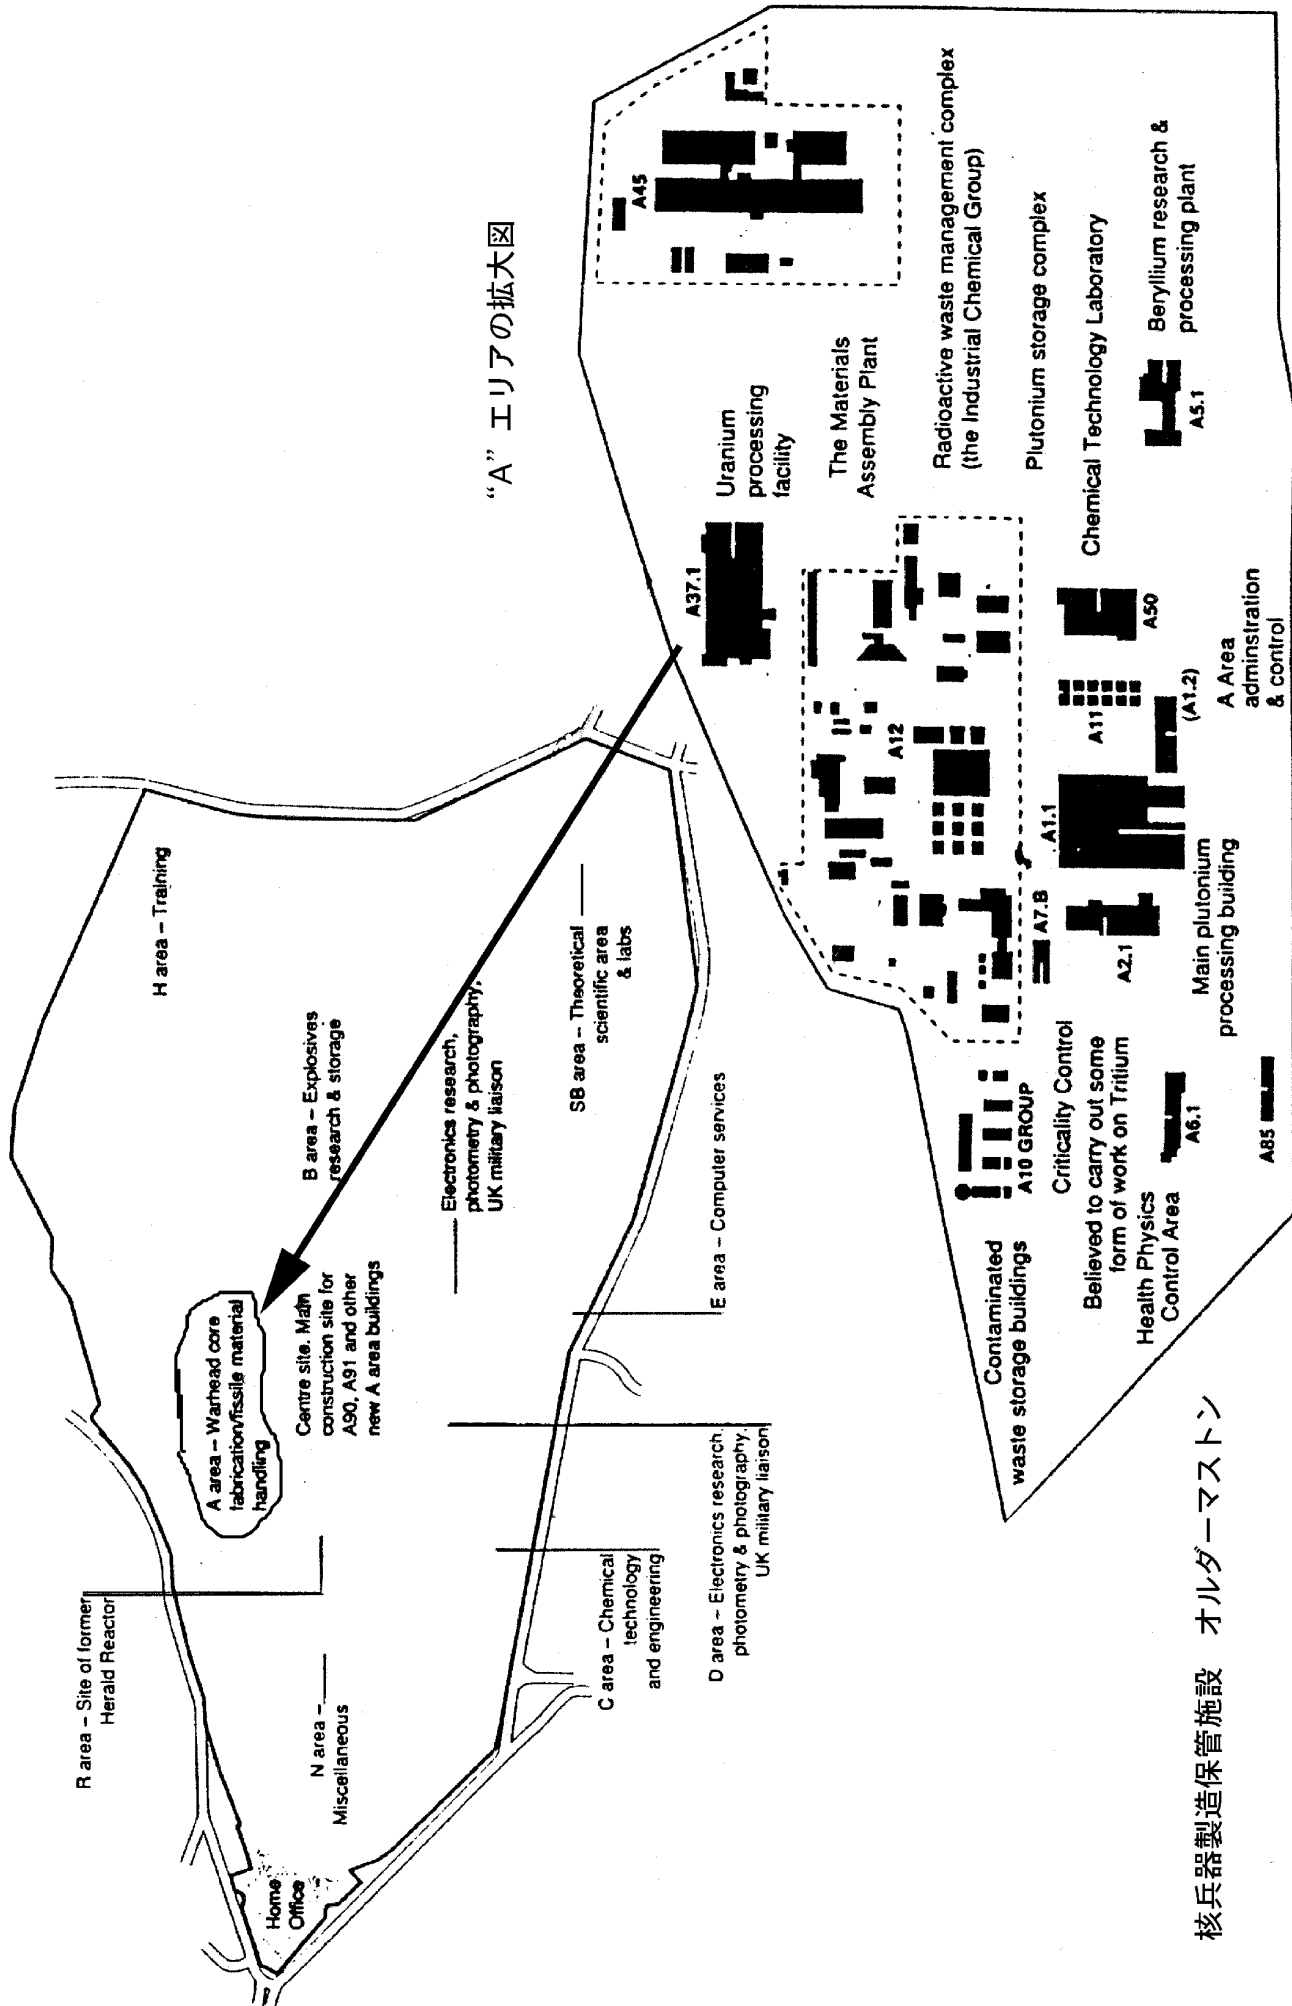 R area – Site of former
Herald Reactor
N area –
Miscellaneous
Home
Office
A area – Warhead core
fabrication/fissile material
handling
Centre site. Main
construction site for
A90, A91 and other
new A area buildings
H area – Training
B area – Explosives
research & storage
Electronics research,
photometry & photography,
UK military liaison
SB area – Theoretical
scientific area
& labs
E area – Computer services
C area – Chemical
technology
and engineering
D area – Electronics research,
photometry & photography,
UK military liaison
“A” エリアの拡大図
A45
A37.1
Uranium
processing
facility
The Materials
Assembly Plant
Radioactive waste management complex
(the Industrial Chemical Group)
A12
Plutonium storage complex
Chemical Technology Laboratory
Beryllium research &
processing plant
A5.1
A50
A11
(A1.2)
A Area
adminstration
& control
A1.1
A7.B
A2.1
Main plutonium
processing building
A10 GROUP
Criticality Control
Believed to carry out some
form of work on Tritium
Health Physics
Control Area
A6.1
A85
Contaminated
waste storage buildings
核兵器製造保管施設 オルダーマストン